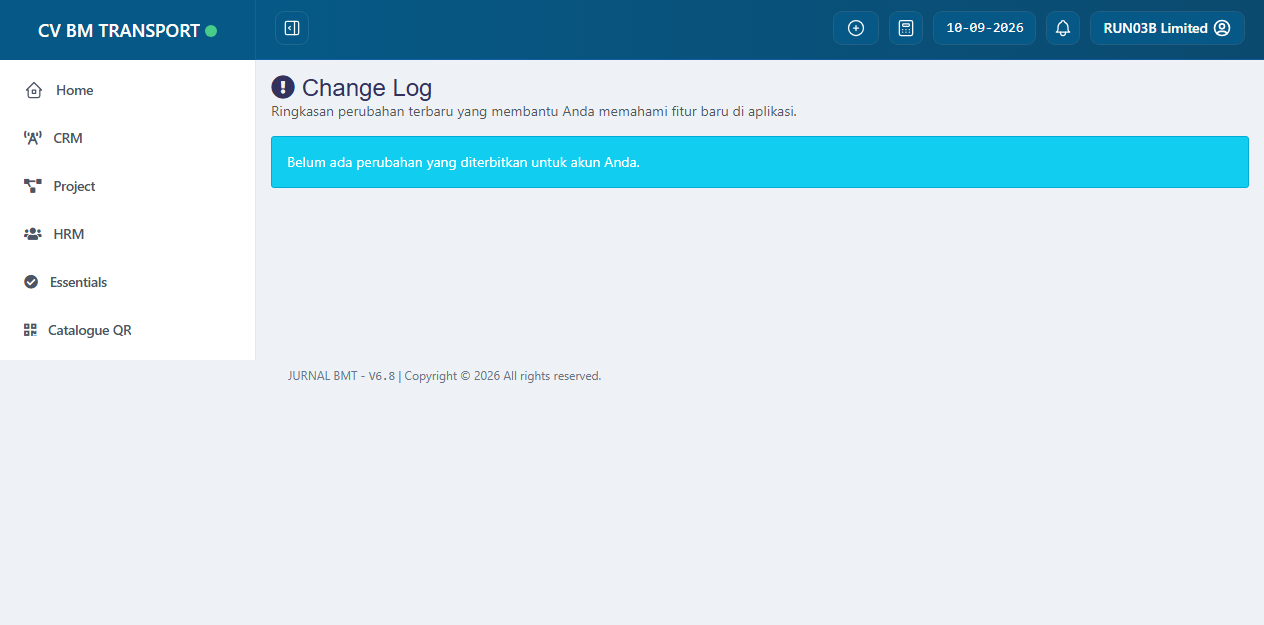 CV BM TRANSPORT
10-09-2026
RUN03B Limited
Home
CRM
Project
HRM
Essentials
Catalogue QR
Change Log
Ringkasan perubahan terbaru yang membantu Anda memahami fitur baru di aplikasi.
Belum ada perubahan yang diterbitkan untuk akun Anda.
JURNAL BMT - V6.8 | Copyright © 2026 All rights reserved.